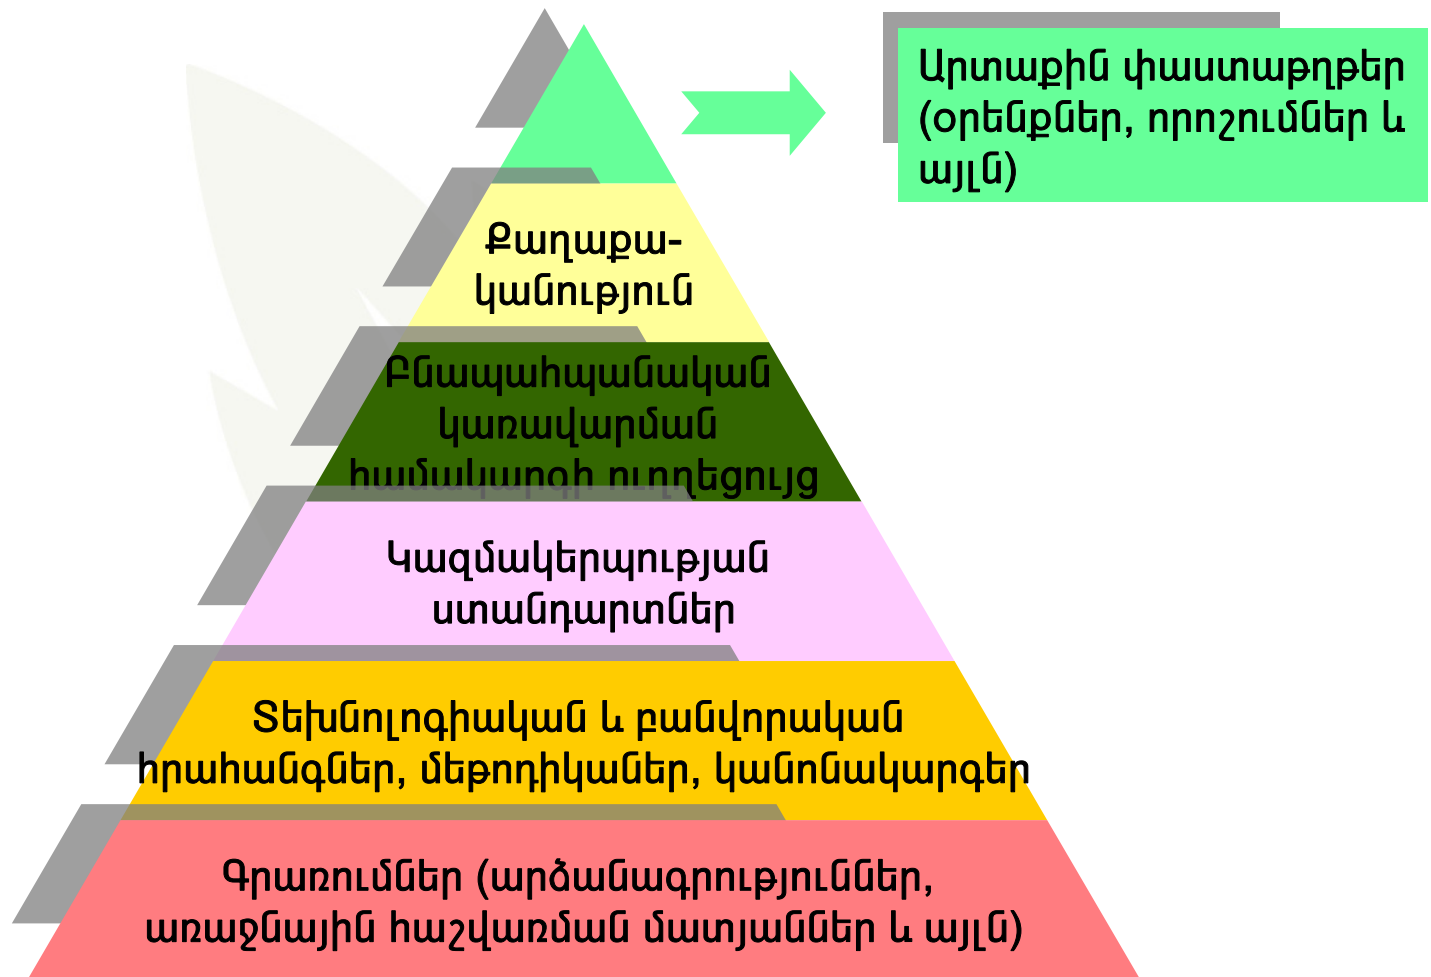 Արտաքին փաստաթղթեր
(օրենքներ, որոշումներ և
այլն)
Քաղաքա-
կանություն
Բնապահպանական
կառավարման
համակարգի ուղղեցույց
Կազմակերպության
ստանդարտներ
Տեխնոլոգիական և բանվորական
հրահանգներ, մեթոդիկաներ, կանոնակարգեր
Գրառումներ (արձանագրություններ,
առաջնային հաշվառման մատյաններ և այլն)